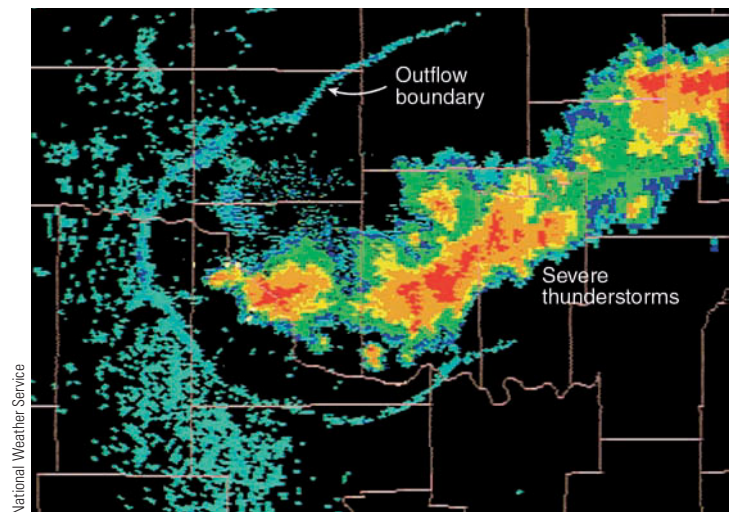 Outflow
boundary
Severe
thunderstorms
National Weather Service